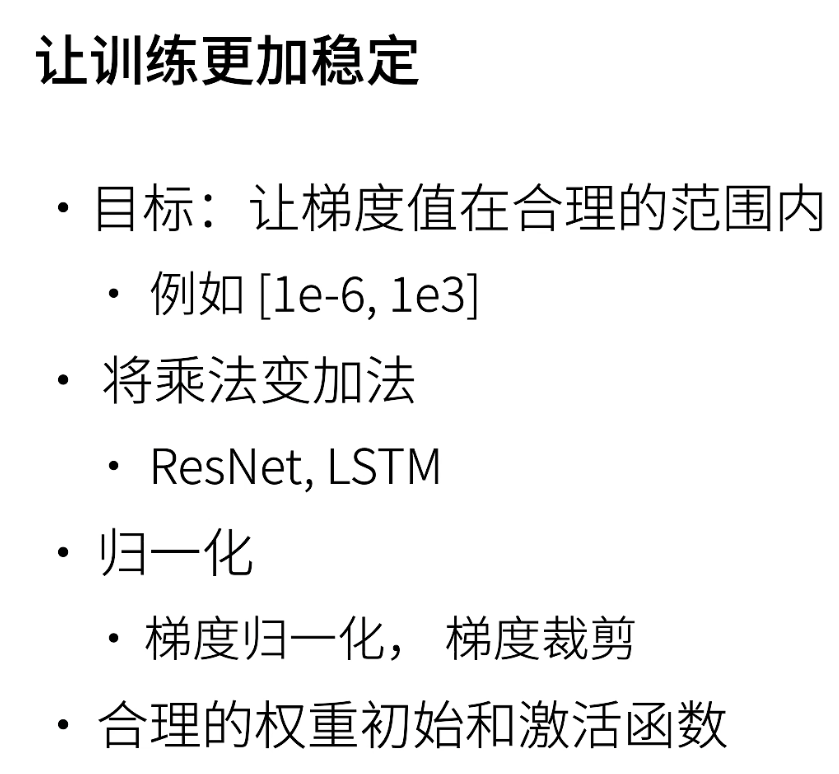 让训练更加稳定
• 目标：让梯度值在合理的范围内
• 例如 [1e-6, 1e3]
• 将乘法变加法
• ResNet, LSTM
• 归一化
• 梯度归一化， 梯度裁剪
• 合理的权重初始和激活函数